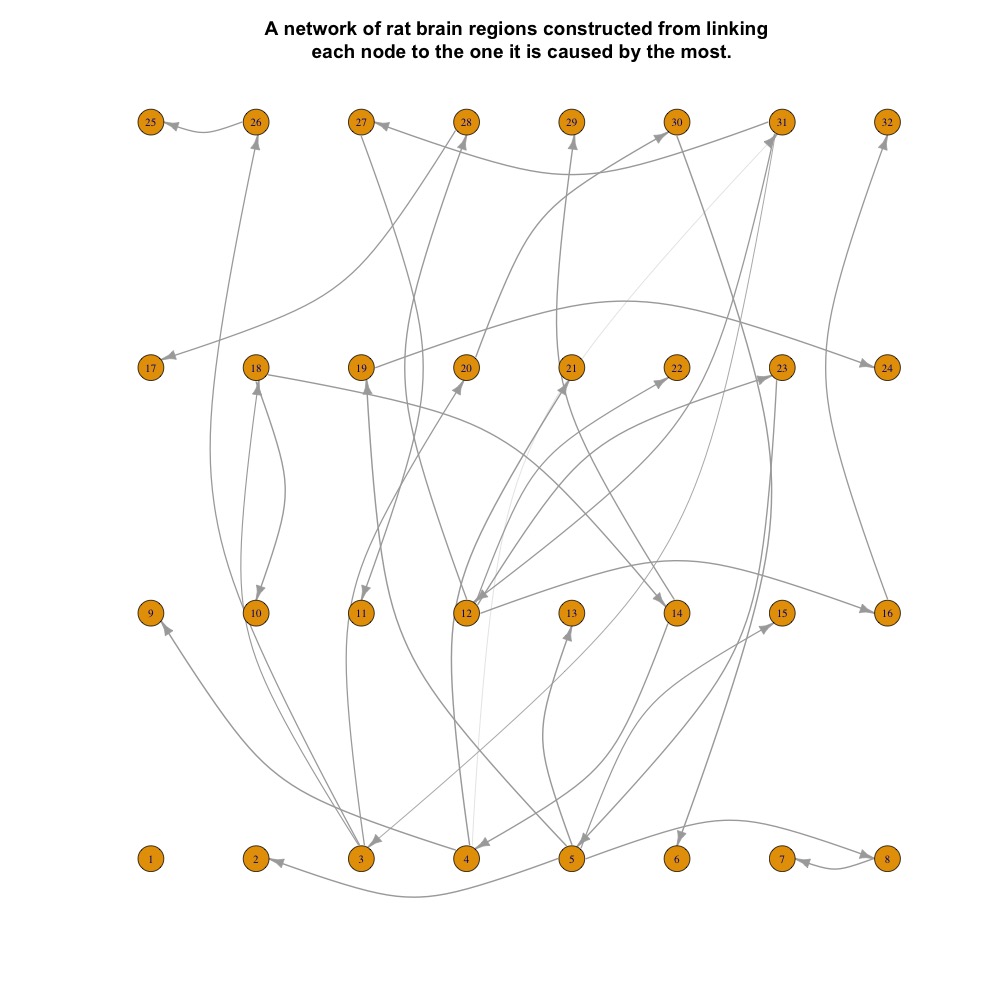 A network of rat brain regions constructed from linking
each node to the one it is caused by the most.
25 26 27 28 29 30 31 32
17 18 19 20 21 22 23 24
9 10 11 12 13 14 15 16
1 2 3 4 5 6 7 8